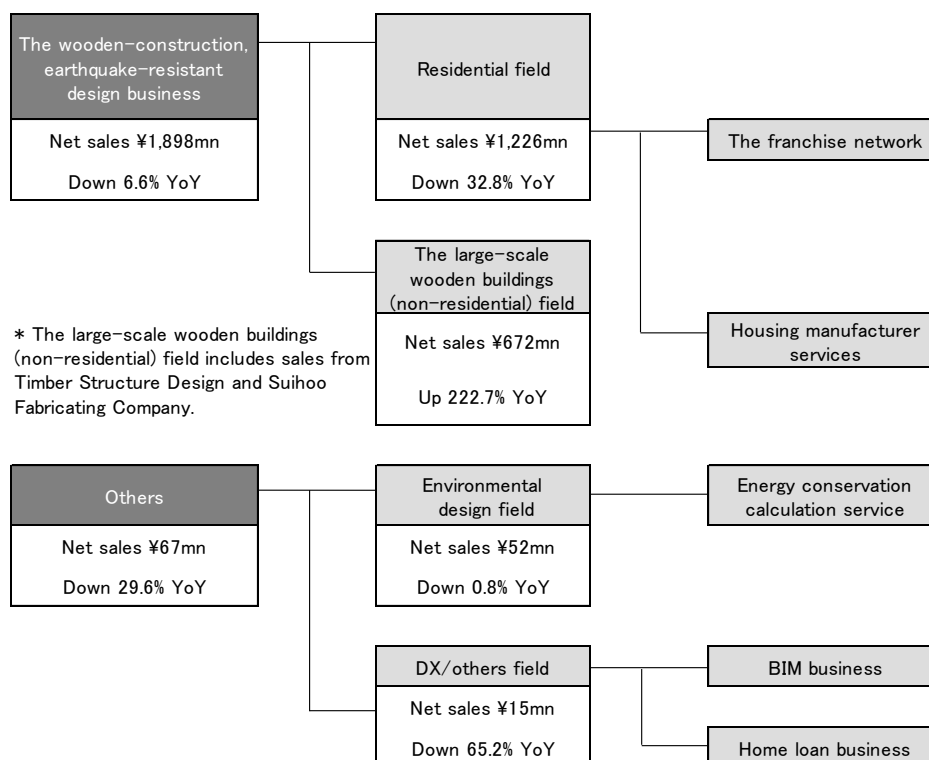 The wooden-construction,
earthquake-resistant
design business
Net sales ¥1,898mn
Down 6.6% YoY
Residential field
Net sales ¥1,226mn
Down 32.8% YoY
The franchise network
Housing manufacturer
services
The large-scale
wooden buildings
(non-residential) field
Net sales ¥672mn
Up 222.7% YoY
* The large-scale wooden buildings
(non-residential) field includes sales from
Timber Structure Design and Suihoo
Fabricating Company.
Others
Net sales ¥67mn
Down 29.6% YoY
Environmental
design field
Net sales ¥52mn
Down 0.8% YoY
Energy conservation
calculation service
DX/others field
Net sales ¥15mn
Down 65.2% YoY
BIM business
Home loan business